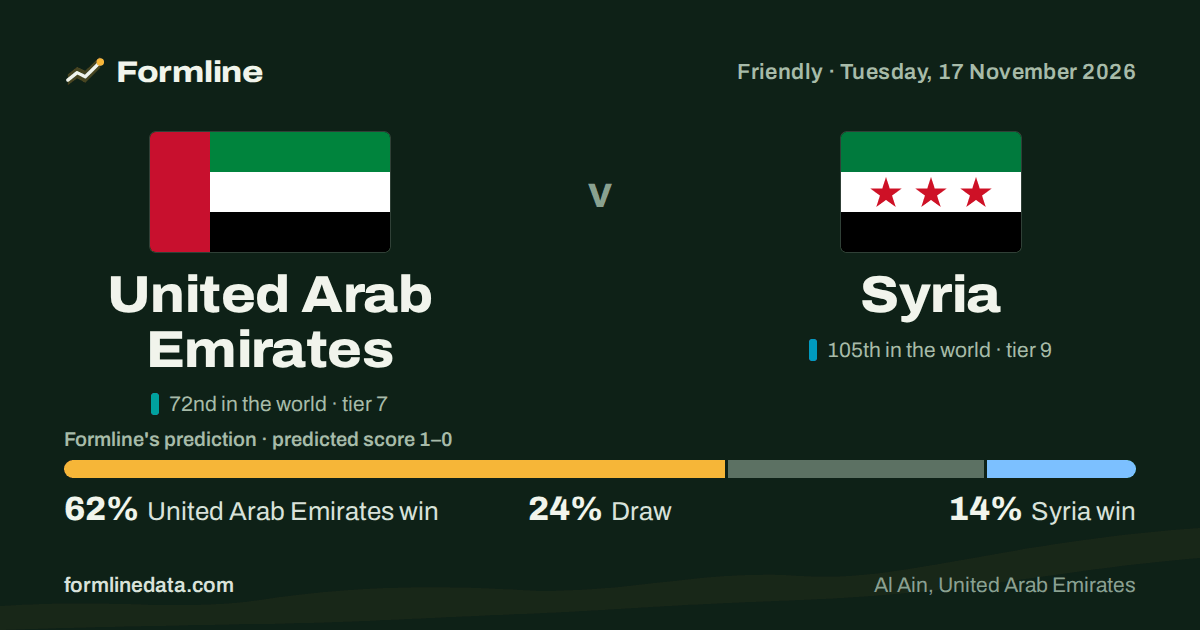 Formline
Friendly · Tuesday, 17 November 2026
v
United Arab
Emirates
72nd in the world · tier 7
Syria
105th in the world · tier 9
Formline's prediction · predicted score 1–0
62% United Arab Emirates win
24% Draw
14% Syria win
formlinedata.com
Al Ain, United Arab Emirates